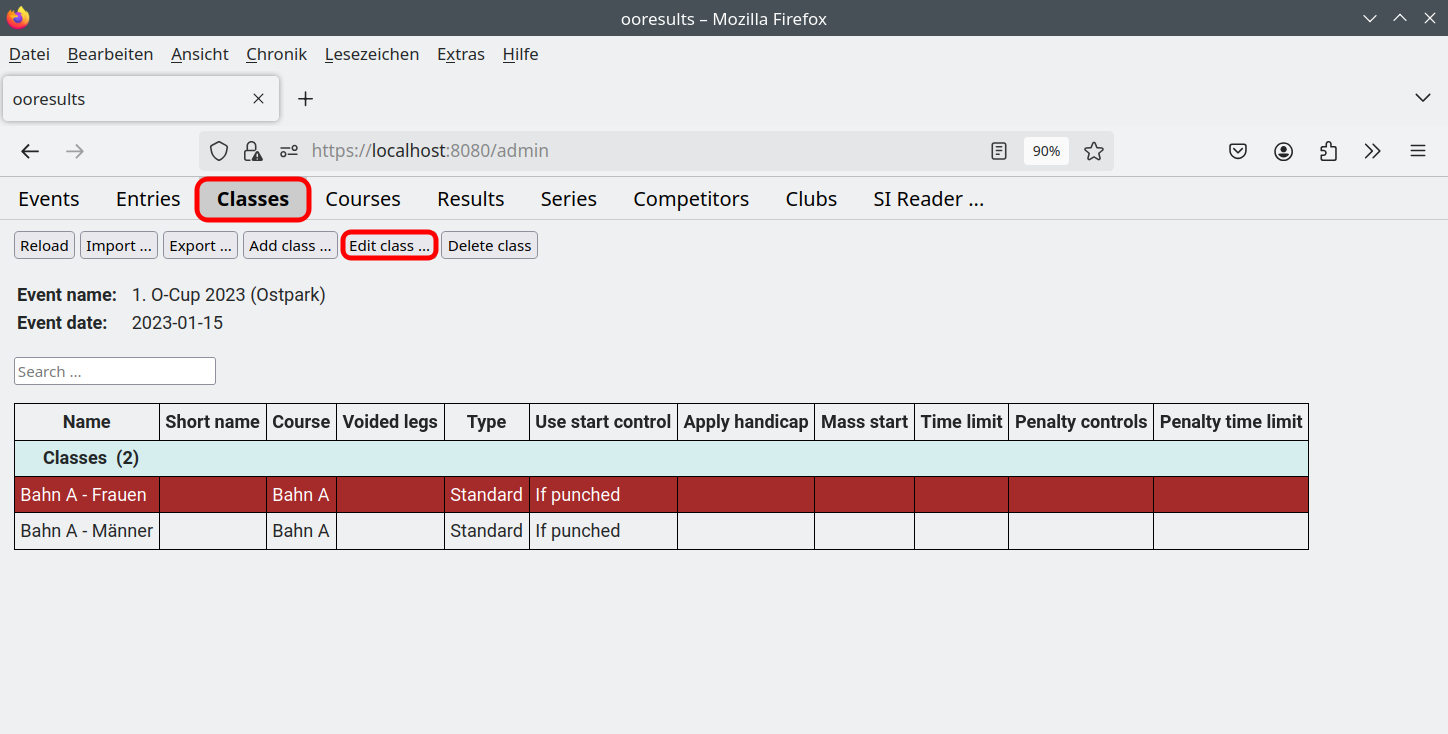 ooresults – Mozilla Firefox
Datei Bearbeiten Ansicht Chronik Lesezeichen Extras Hilfe
ooresults
https://localhost:8080/admin 90%
Events Entries Classes Courses Results Series Competitors Clubs SI Reader ...
Reload Import ... Export ... Add class ... Edit class ... Delete class
Event name: 1. O-Cup 2023 (Ostpark)
Event date: 2023-01-15
Search ...
Name Short name Course Voided legs Type Use start control Apply handicap Mass start Time limit Penalty controls Penalty time limit
Classes (2)
Bahn A - Frauen Bahn A Standard If punched
Bahn A - Männer Bahn A Standard If punched